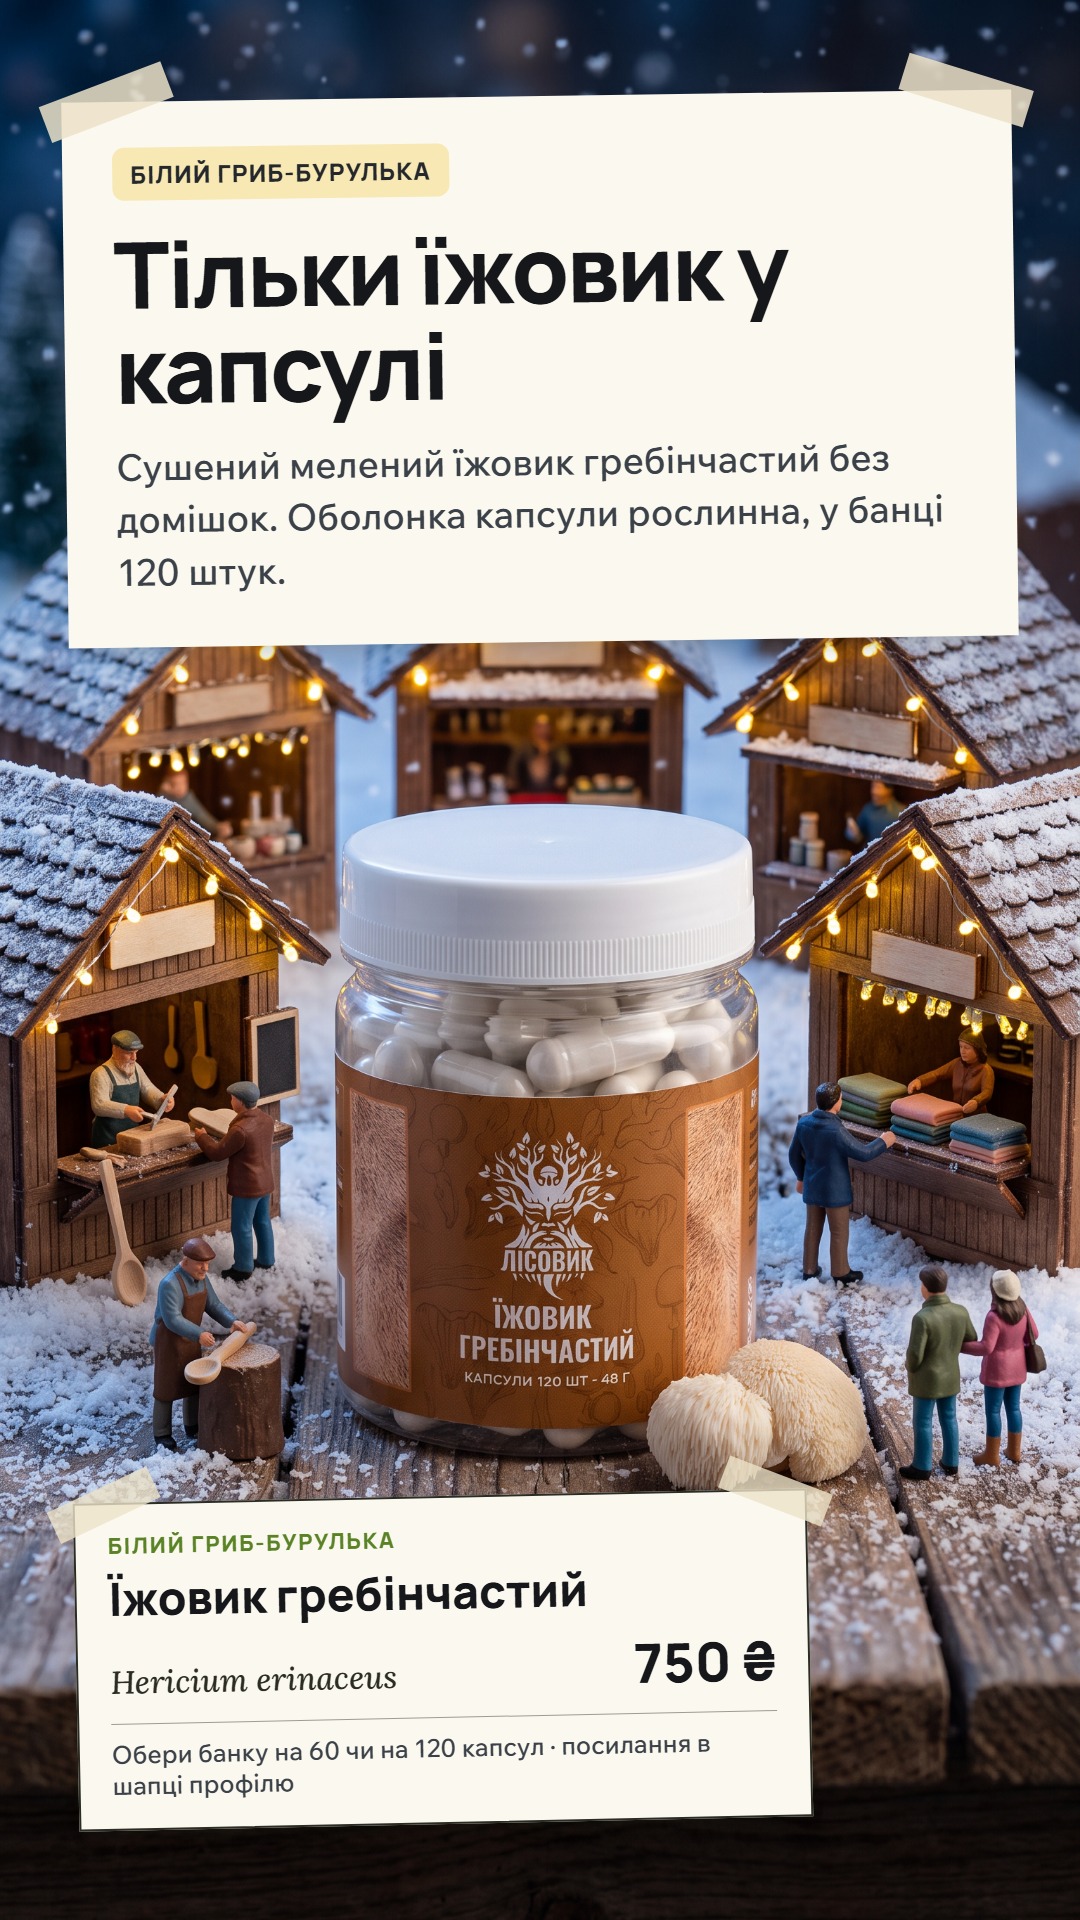 БІЛИЙ ГРИБ-БУРУЛЬКА
Тільки їжовик у
капсулі
Сушений мелений їжовик гребінчастий без
домішок. Оболонка капсули рослинна, у банці
120 штук.
ЛІСОВИК
ЇЖОВИК
ГРЕБІНЧАСТИЙ
КАПСУЛИ 120 ШТ - 48 Г
БІЛИЙ ГРИБ-БУРУЛЬКА
Їжовик гребінчастий
Hericium erinaceus
750 ₴
Обери банку на 60 чи на 120 капсул · посилання в
шапці профілю